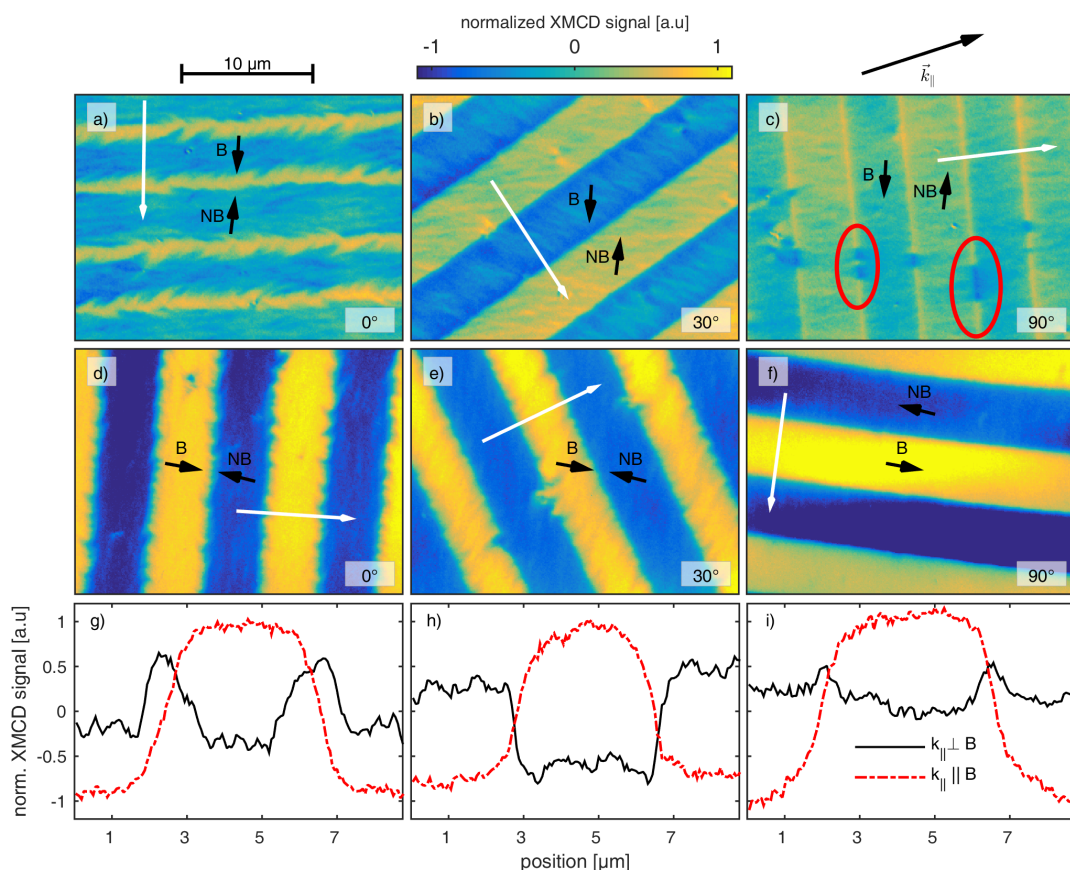 normalized XMCD signal [a.u]
-1 0 1
10 µm
k⃗∥
a) B NB 0°
b) B NB 30°
c) B NB 90°
d) B NB 0°
e) B NB 30°
f) NB B 90°
norm. XMCD signal [a.u]
1
0.5
0
-0.5
-1
g)
h)
i)
k∥ ⊥ B
k∥ || B
1 3 5 7 1 3 5 7 1 3 5 7
position [µm]